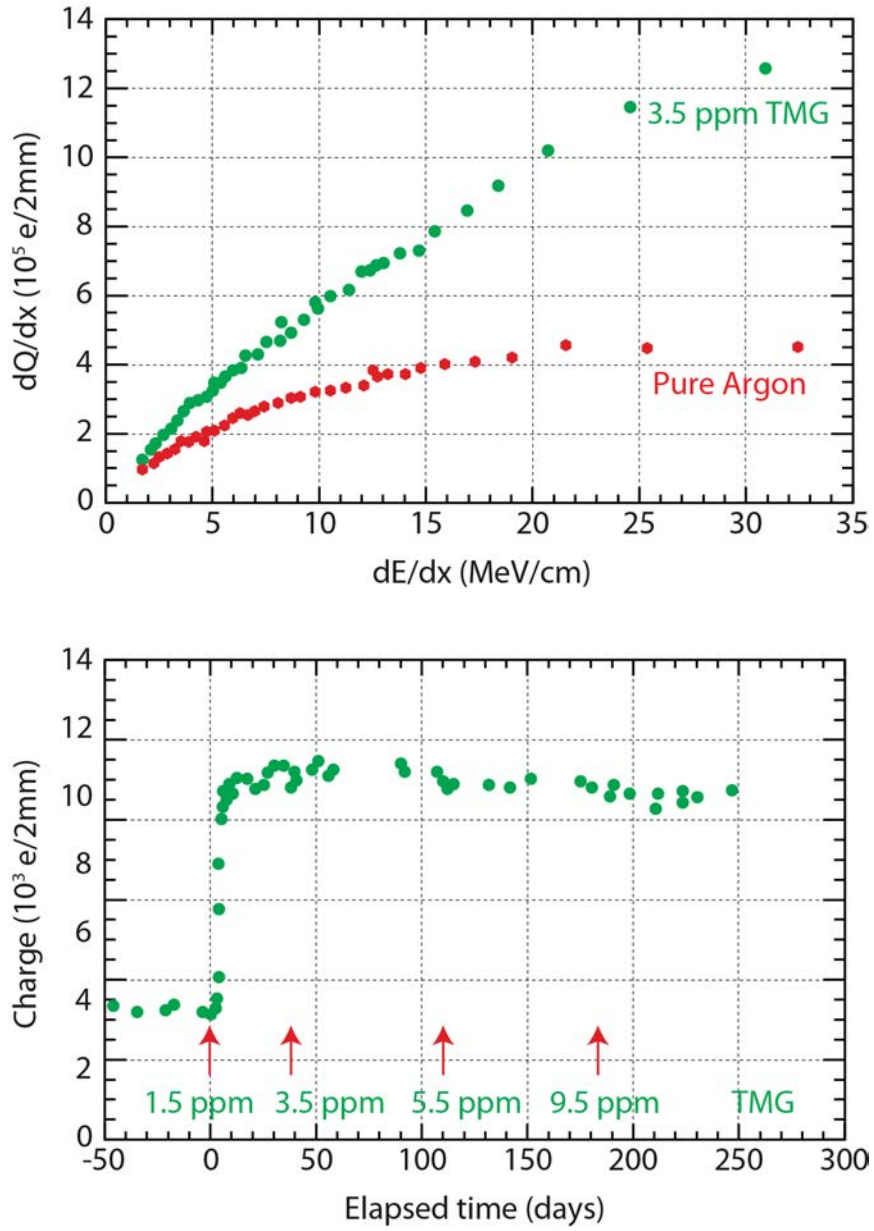 14
12
10
8
6
4
2
0
dQ/dx (10⁵ e/2mm)
3.5 ppm TMG
Pure Argon
0 5 10 15 20 25 30 35
dE/dx (MeV/cm)
14
12
10
8
6
4
2
0
Charge (10³ e/2mm)
1.5 ppm 3.5 ppm 5.5 ppm 9.5 ppm TMG
-50 0 50 100 150 200 250 300
Elapsed time (days)